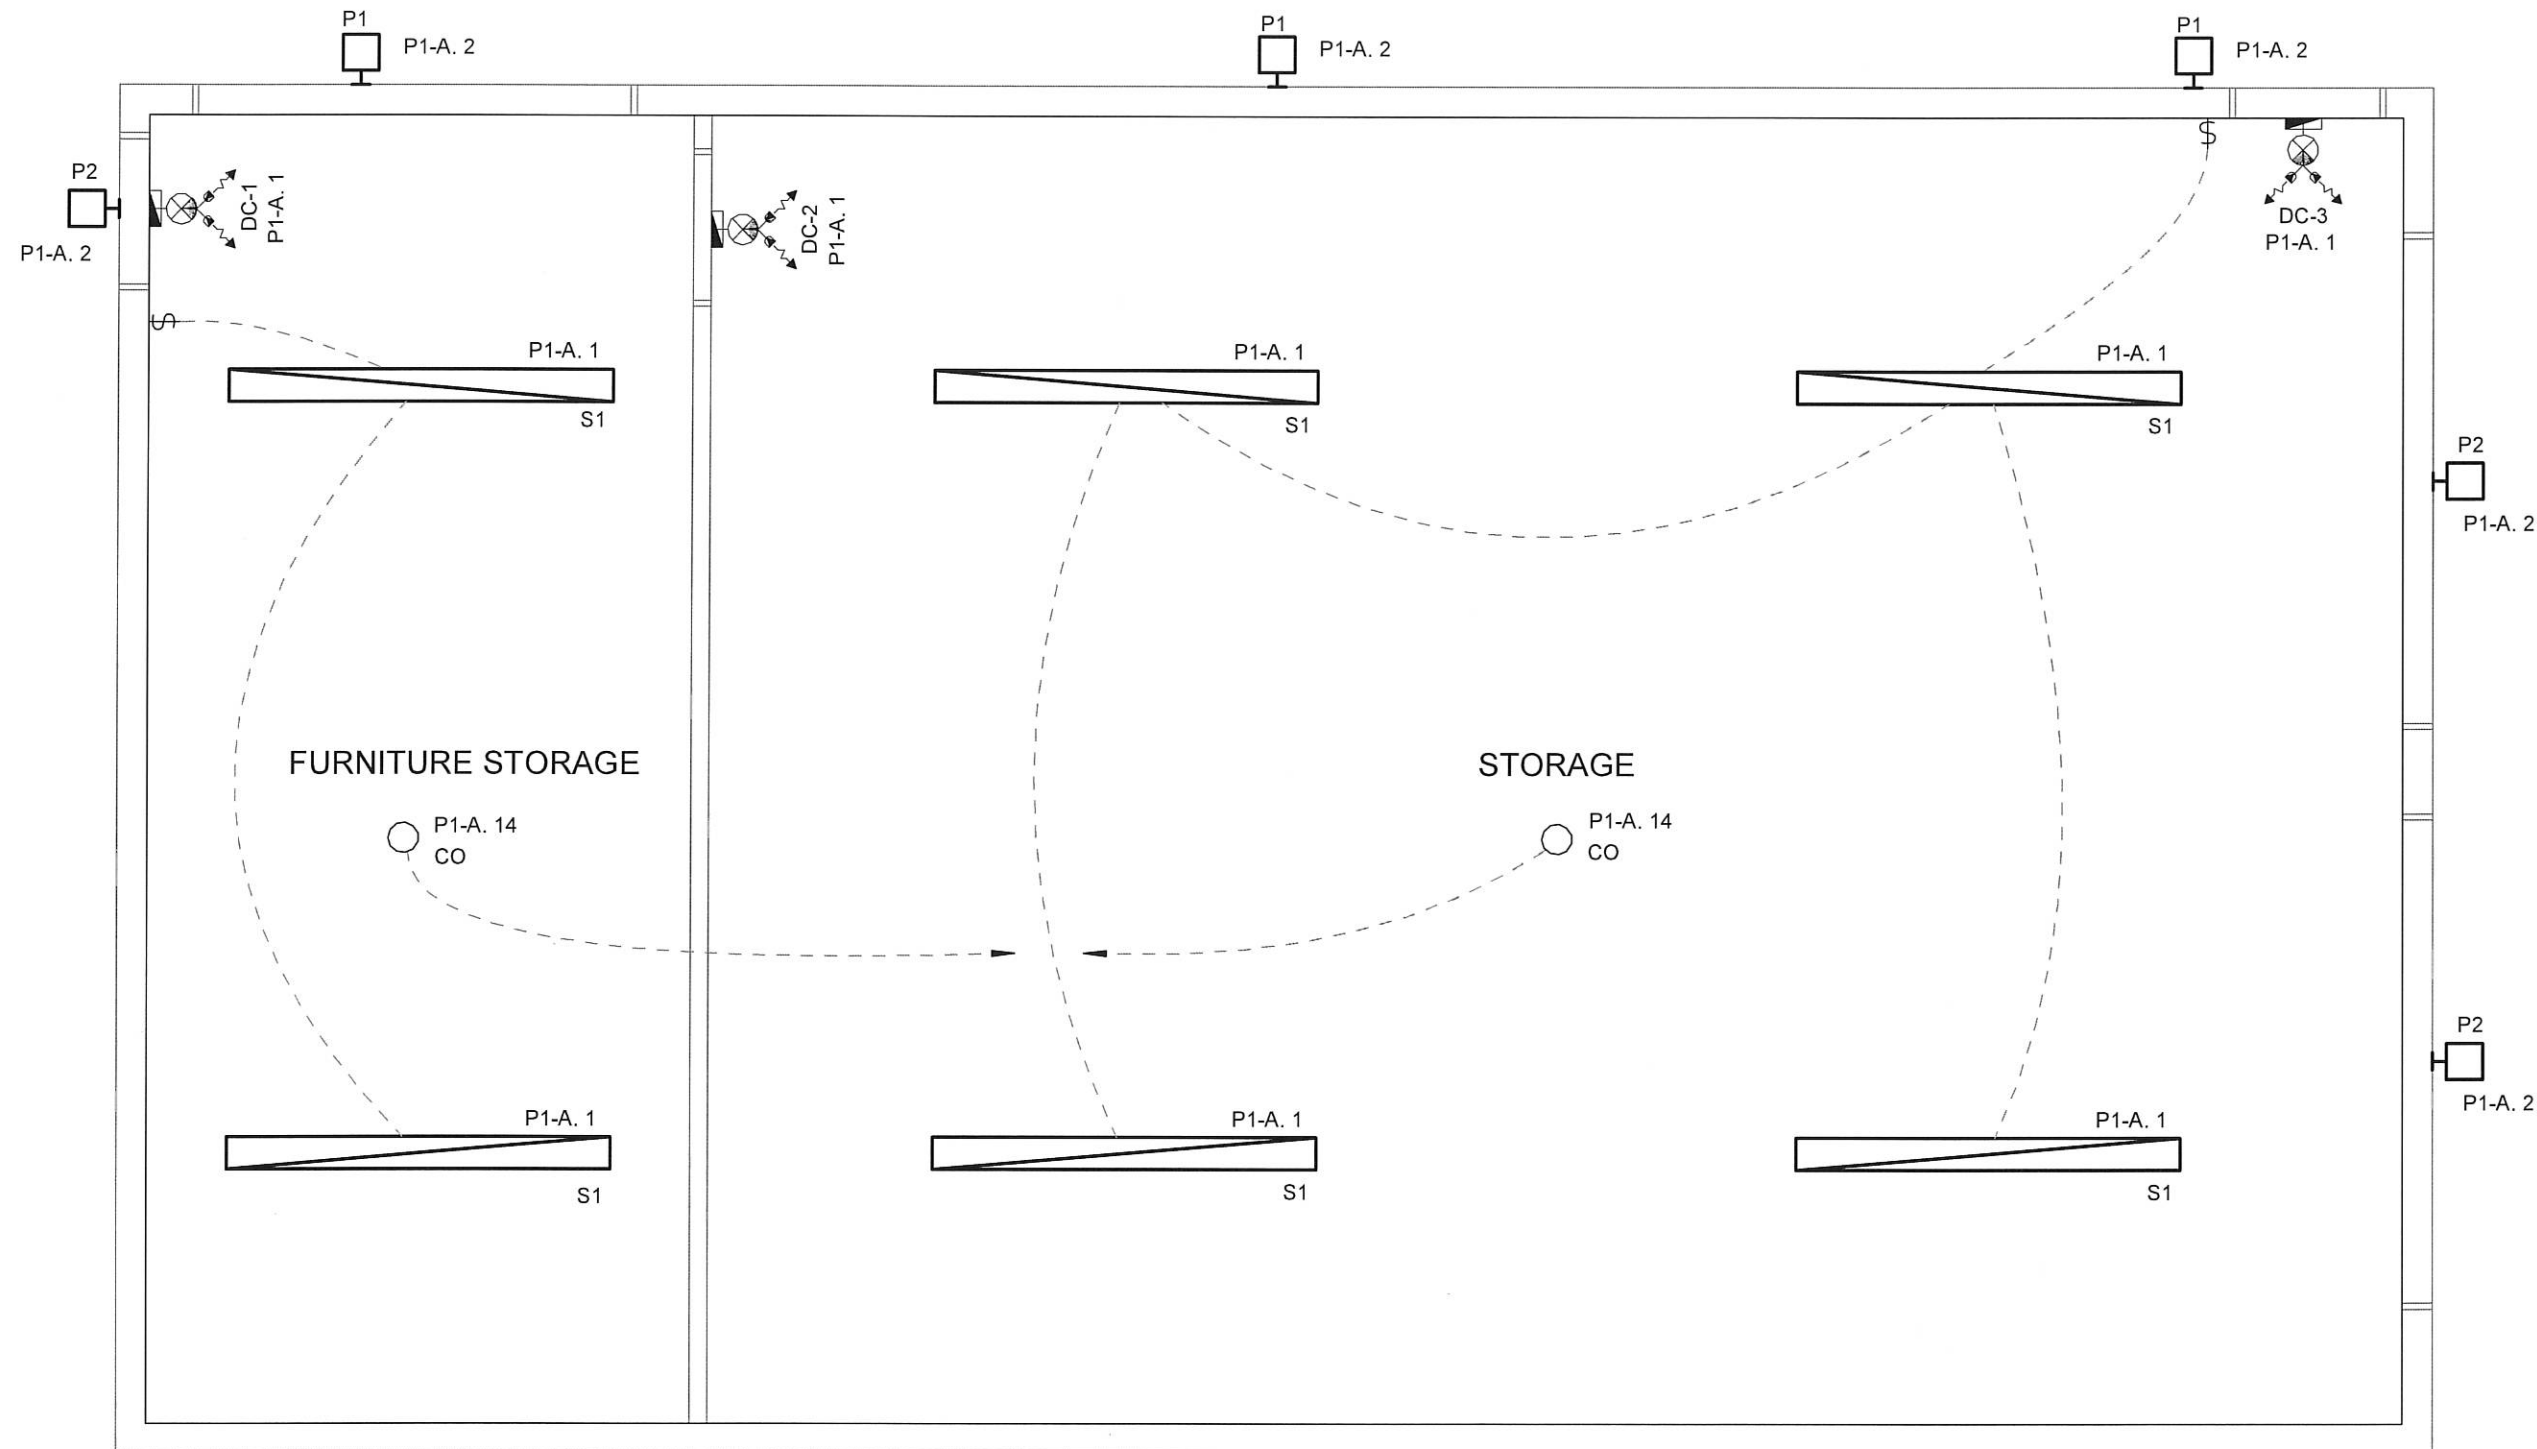 P1
P1-A. 2
P1
P1-A. 2
P1
P1-A. 2
P2
P1-A. 2
DC-1
P1-A. 1
DC-2
P1-A. 1
$
DC-3
P1-A. 1
$
P1-A. 1
S1
P1-A. 1
S1
P1-A. 1
S1
P2
P1-A. 2
FURNITURE STORAGE
P1-A. 14
CO
STORAGE
P1-A. 14
CO
P2
P1-A. 2
P1-A. 1
S1
P1-A. 1
S1
P1-A. 1
S1